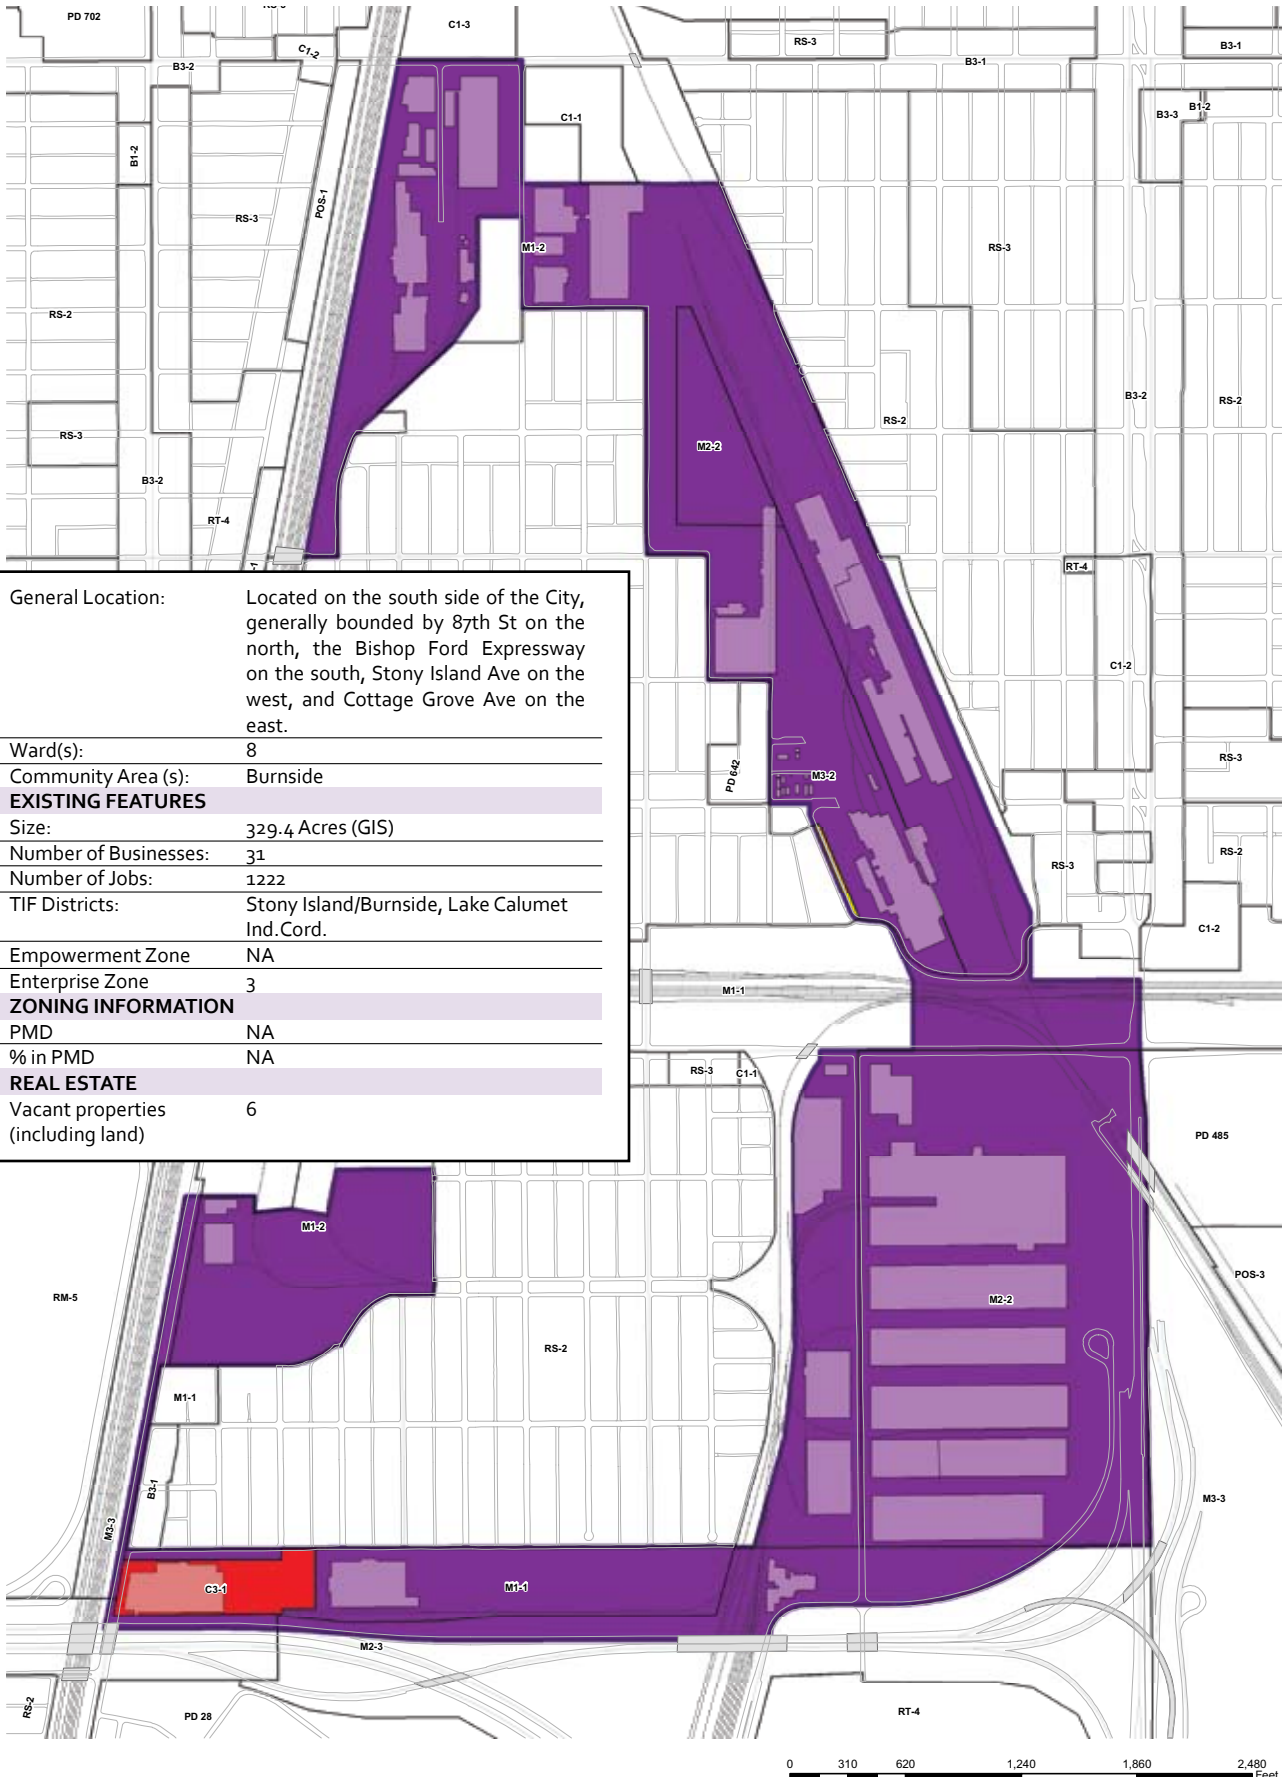 PD 702
C1-3
C1-2
RS-3
B3-1
B3-2
B3-1
B1-2
B3-3
C1-1
B1-2
POS-1
RS-3
M1-2
RS-3
RS-2
B3-2
RS-2
RS-2
RS-3
M2-2
B3-2
RT-4
RT-4
General Location: Located on the south side of the City,
generally bounded by 87th St on the
north, the Bishop Ford Expressway
on the south, Stony Island Ave on the
west, and Cottage Grove Ave on the
east.
Ward(s): 8
Community Area (s): Burnside
EXISTING FEATURES
Size: 329.4 Acres (GIS)
Number of Businesses: 31
Number of Jobs: 1222
TIF Districts: Stony Island/Burnside, Lake Calumet
Ind.Cord.
Empowerment Zone NA
Enterprise Zone 3
ZONING INFORMATION
PMD NA
% in PMD NA
REAL ESTATE
Vacant properties 6
(including land)
C1-2
RS-3
PD 642
M3-2
RS-2
RS-3
C1-2
M1-1
RS-3
C1-1
PD 485
M1-2
POS-3
RM-5
M2-2
RS-2
M1-1
B3-1
M3-3
M3-3
C3-1
M1-1
M2-3
RS-2
PD 28
RT-4
0 310 620 1,240 1,860 2,480
Feet